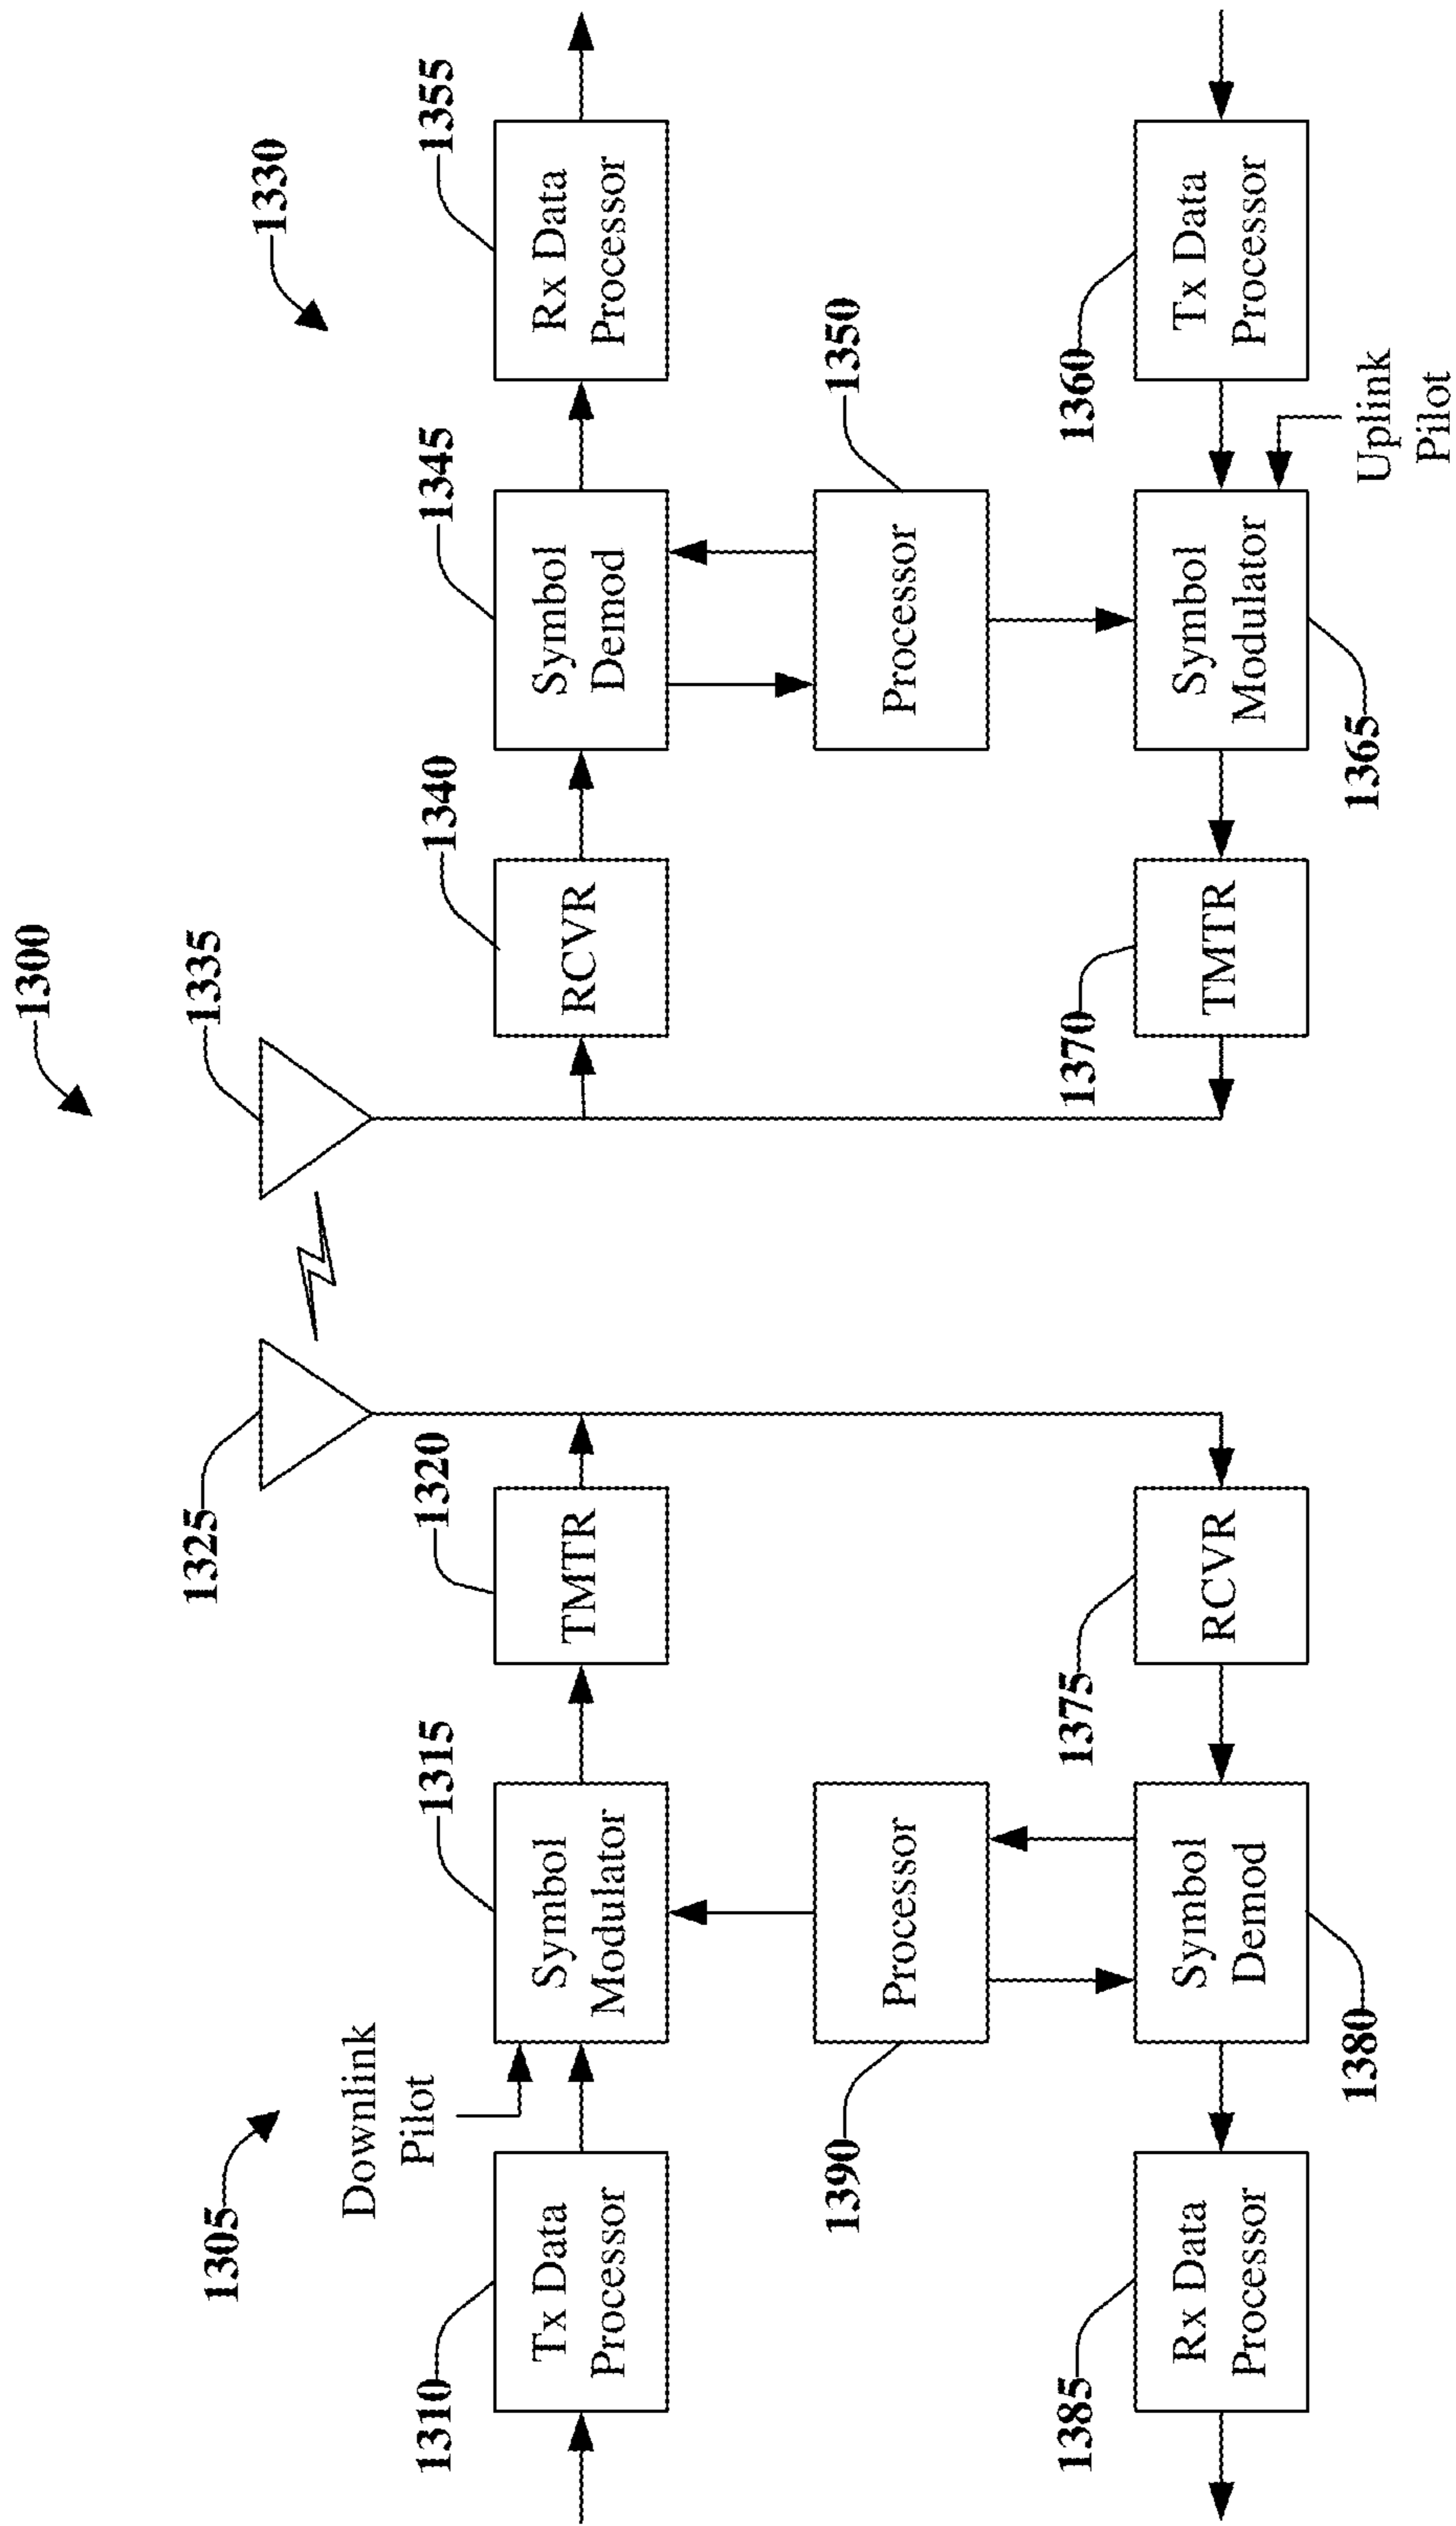 1300
1305
1325
1335
1330
Downlink
Pilot
1310
Tx Data
Processor
1315
Symbol
Modulator
1320
TMTR
1340
RCVR
1345
Symbol
Demod
1355
Rx Data
Processor
1390
Processor
1350
Processor
1385
Rx Data
Processor
1380
Symbol
Demod
1375
RCVR
1370
TMTR
1365
Symbol
Modulator
1360
Tx Data
Processor
Uplink
Pilot